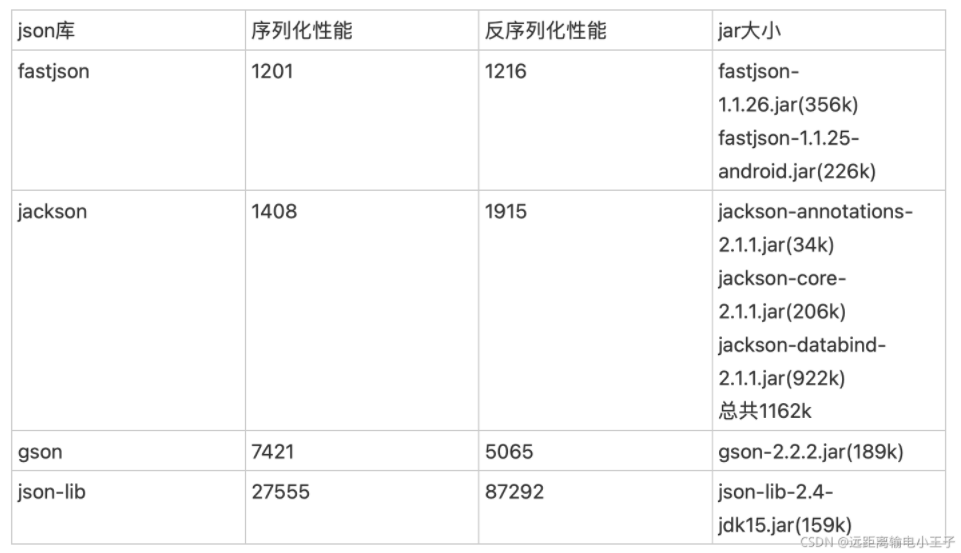 json库 序列化性能 反序列化性能 jar大小
fastjson 1201 1216 fastjson-
1.1.26.jar(356k)
fastjson-1.1.25-
android.jar(226k)
jackson 1408 1915 jackson-annotations-
2.1.1.jar(34k)
jackson-core-
2.1.1.jar(206k)
jackson-databind-
2.1.1.jar(922k)
总共1162k
gson 7421 5065 gson-2.2.2.jar(189k)
json-lib 27555 87292 json-lib-2.4-
jdk15.jar(159k)
CSDN @远距离输电小王子